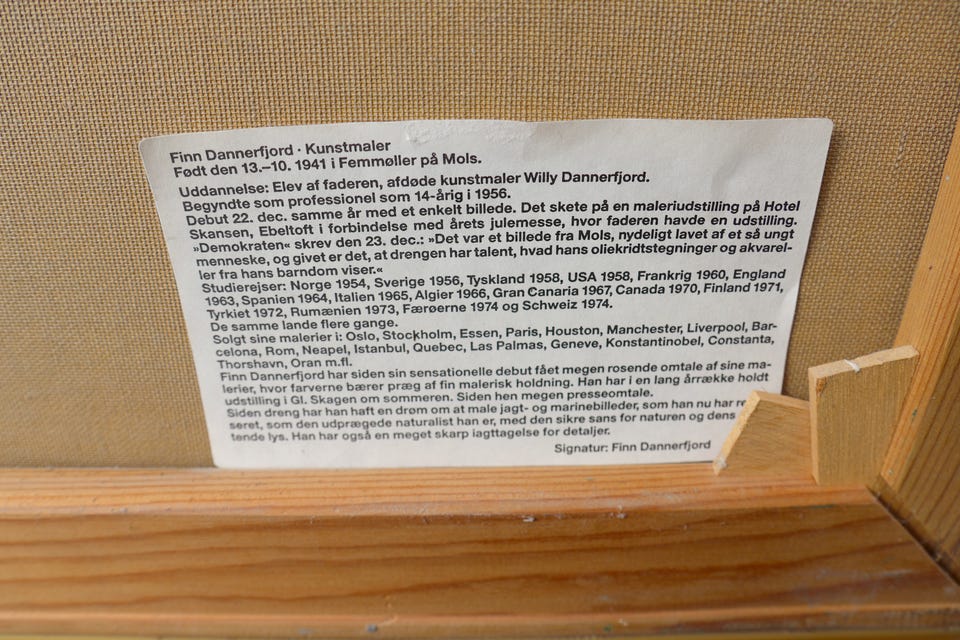 Finn Dannerfjord · Kunstmaler
Født den 13.–10. 1941 i Femmøller på Mols.
Uddannelse: Elev af faderen, afdøde kunstmaler Willy Dannerfjord.
Begyndte som professionel som 14-årig i 1956.
Debut 22. dec. samme år med et enkelt billede. Det skete på en maleriudstilling på Hotel
Skansen, Ebeltoft i forbindelse med årets julemesse, hvor faderen havde en udstilling.
»Demokraten« skrev den 23. dec.: »Det var et billede fra Mols, nydeligt lavet af et så ungt
menneske, og givet er det, at drengen har talent, hvad hans oliekridtstegninger og akvarel-
ler fra hans barndom viser.«
Studierejser: Norge 1954, Sverige 1956, Tyskland 1958, USA 1958, Frankrig 1960, England
1963, Spanien 1964, Italien 1965, Algier 1966, Gran Canaria 1967, Canada 1970, Finland 1971,
Tyrkiet 1972, Rumænien 1973, Færøerne 1974 og Schweiz 1974.
De samme lande flere gange.
Solgt sine malerier i: Oslo, Stockholm, Essen, Paris, Houston, Manchester, Liverpool, Bar-
celona, Rom, Neapel, Istanbul, Quebec, Las Palmas, Geneve, Konstantinobel, Constanta,
Thorshavn, Oran m.fl.
Finn Dannerfjord har siden sin sensationelle debut fået megen rosende omtale af sine ma-
lerier, hvor farverne bærer præg af fin malerisk holdning. Han har i en lang årrække holdt
udstilling i Gl. Skagen om sommeren. Siden hen megen presseomtale.
Siden dreng har han haft en drøm om at male jagt- og marinebilleder, som han nu har
seret, som den udprægede naturalist han er, med den sikre sans for naturen og dens
tende lys. Han har også en meget skarp iagttagelse for detaljer.
Signatur: Finn Dannerfjord